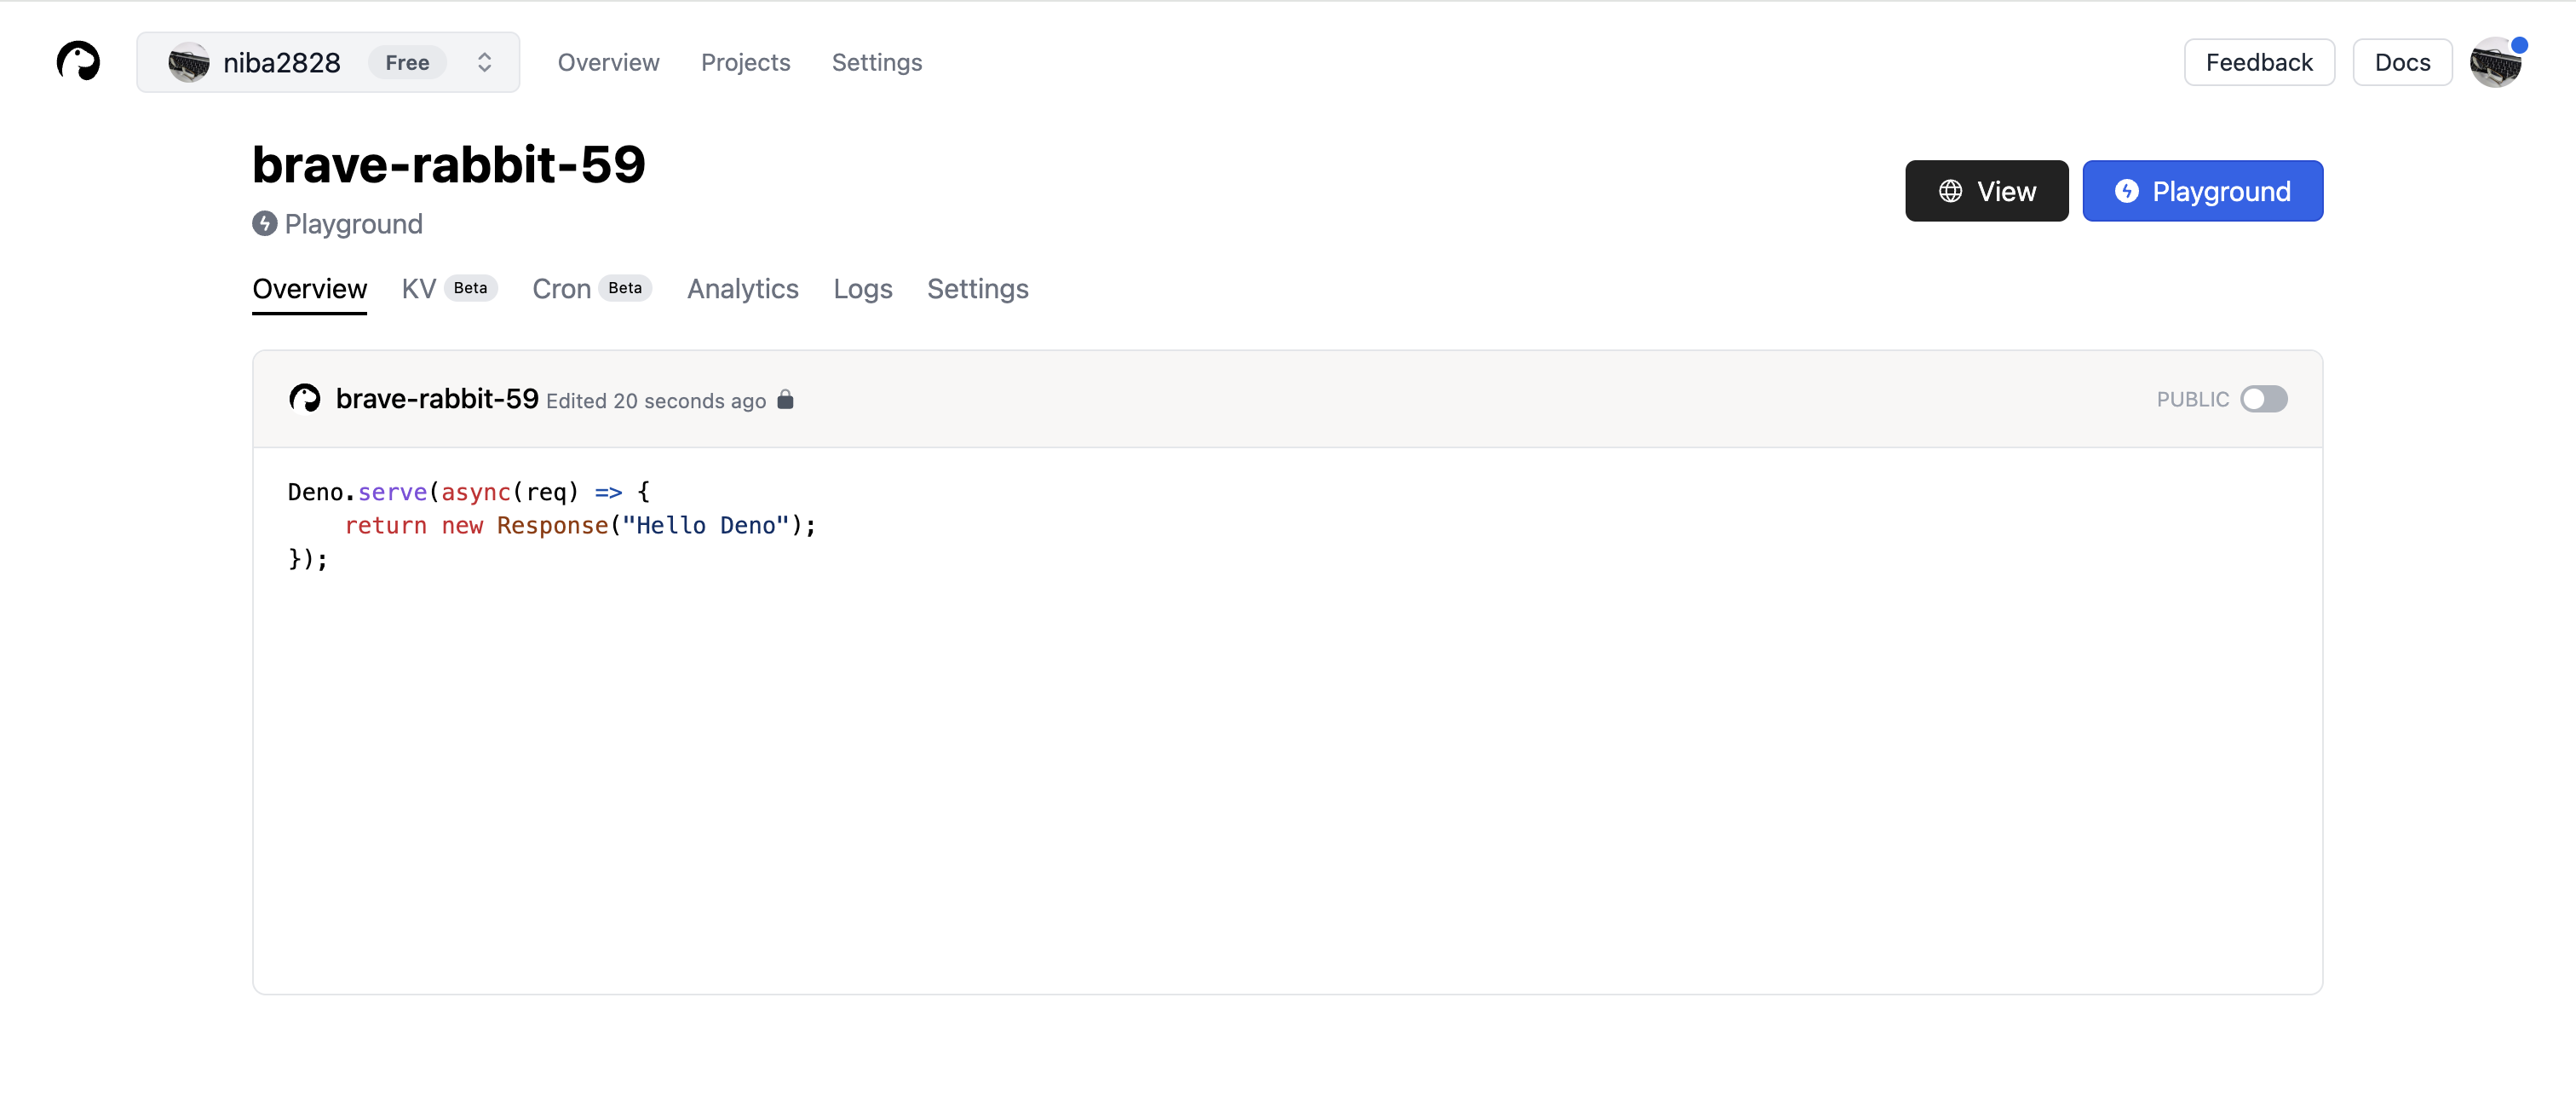 niba2828 Free Overview Projects Settings Feedback Docs
brave-rabbit-59
Playground
View Playground
Overview KV Beta Cron Beta Analytics Logs Settings
brave-rabbit-59 Edited 20 seconds ago PUBLIC
Deno.serve(async(req) => {
    return new Response("Hello Deno");
});